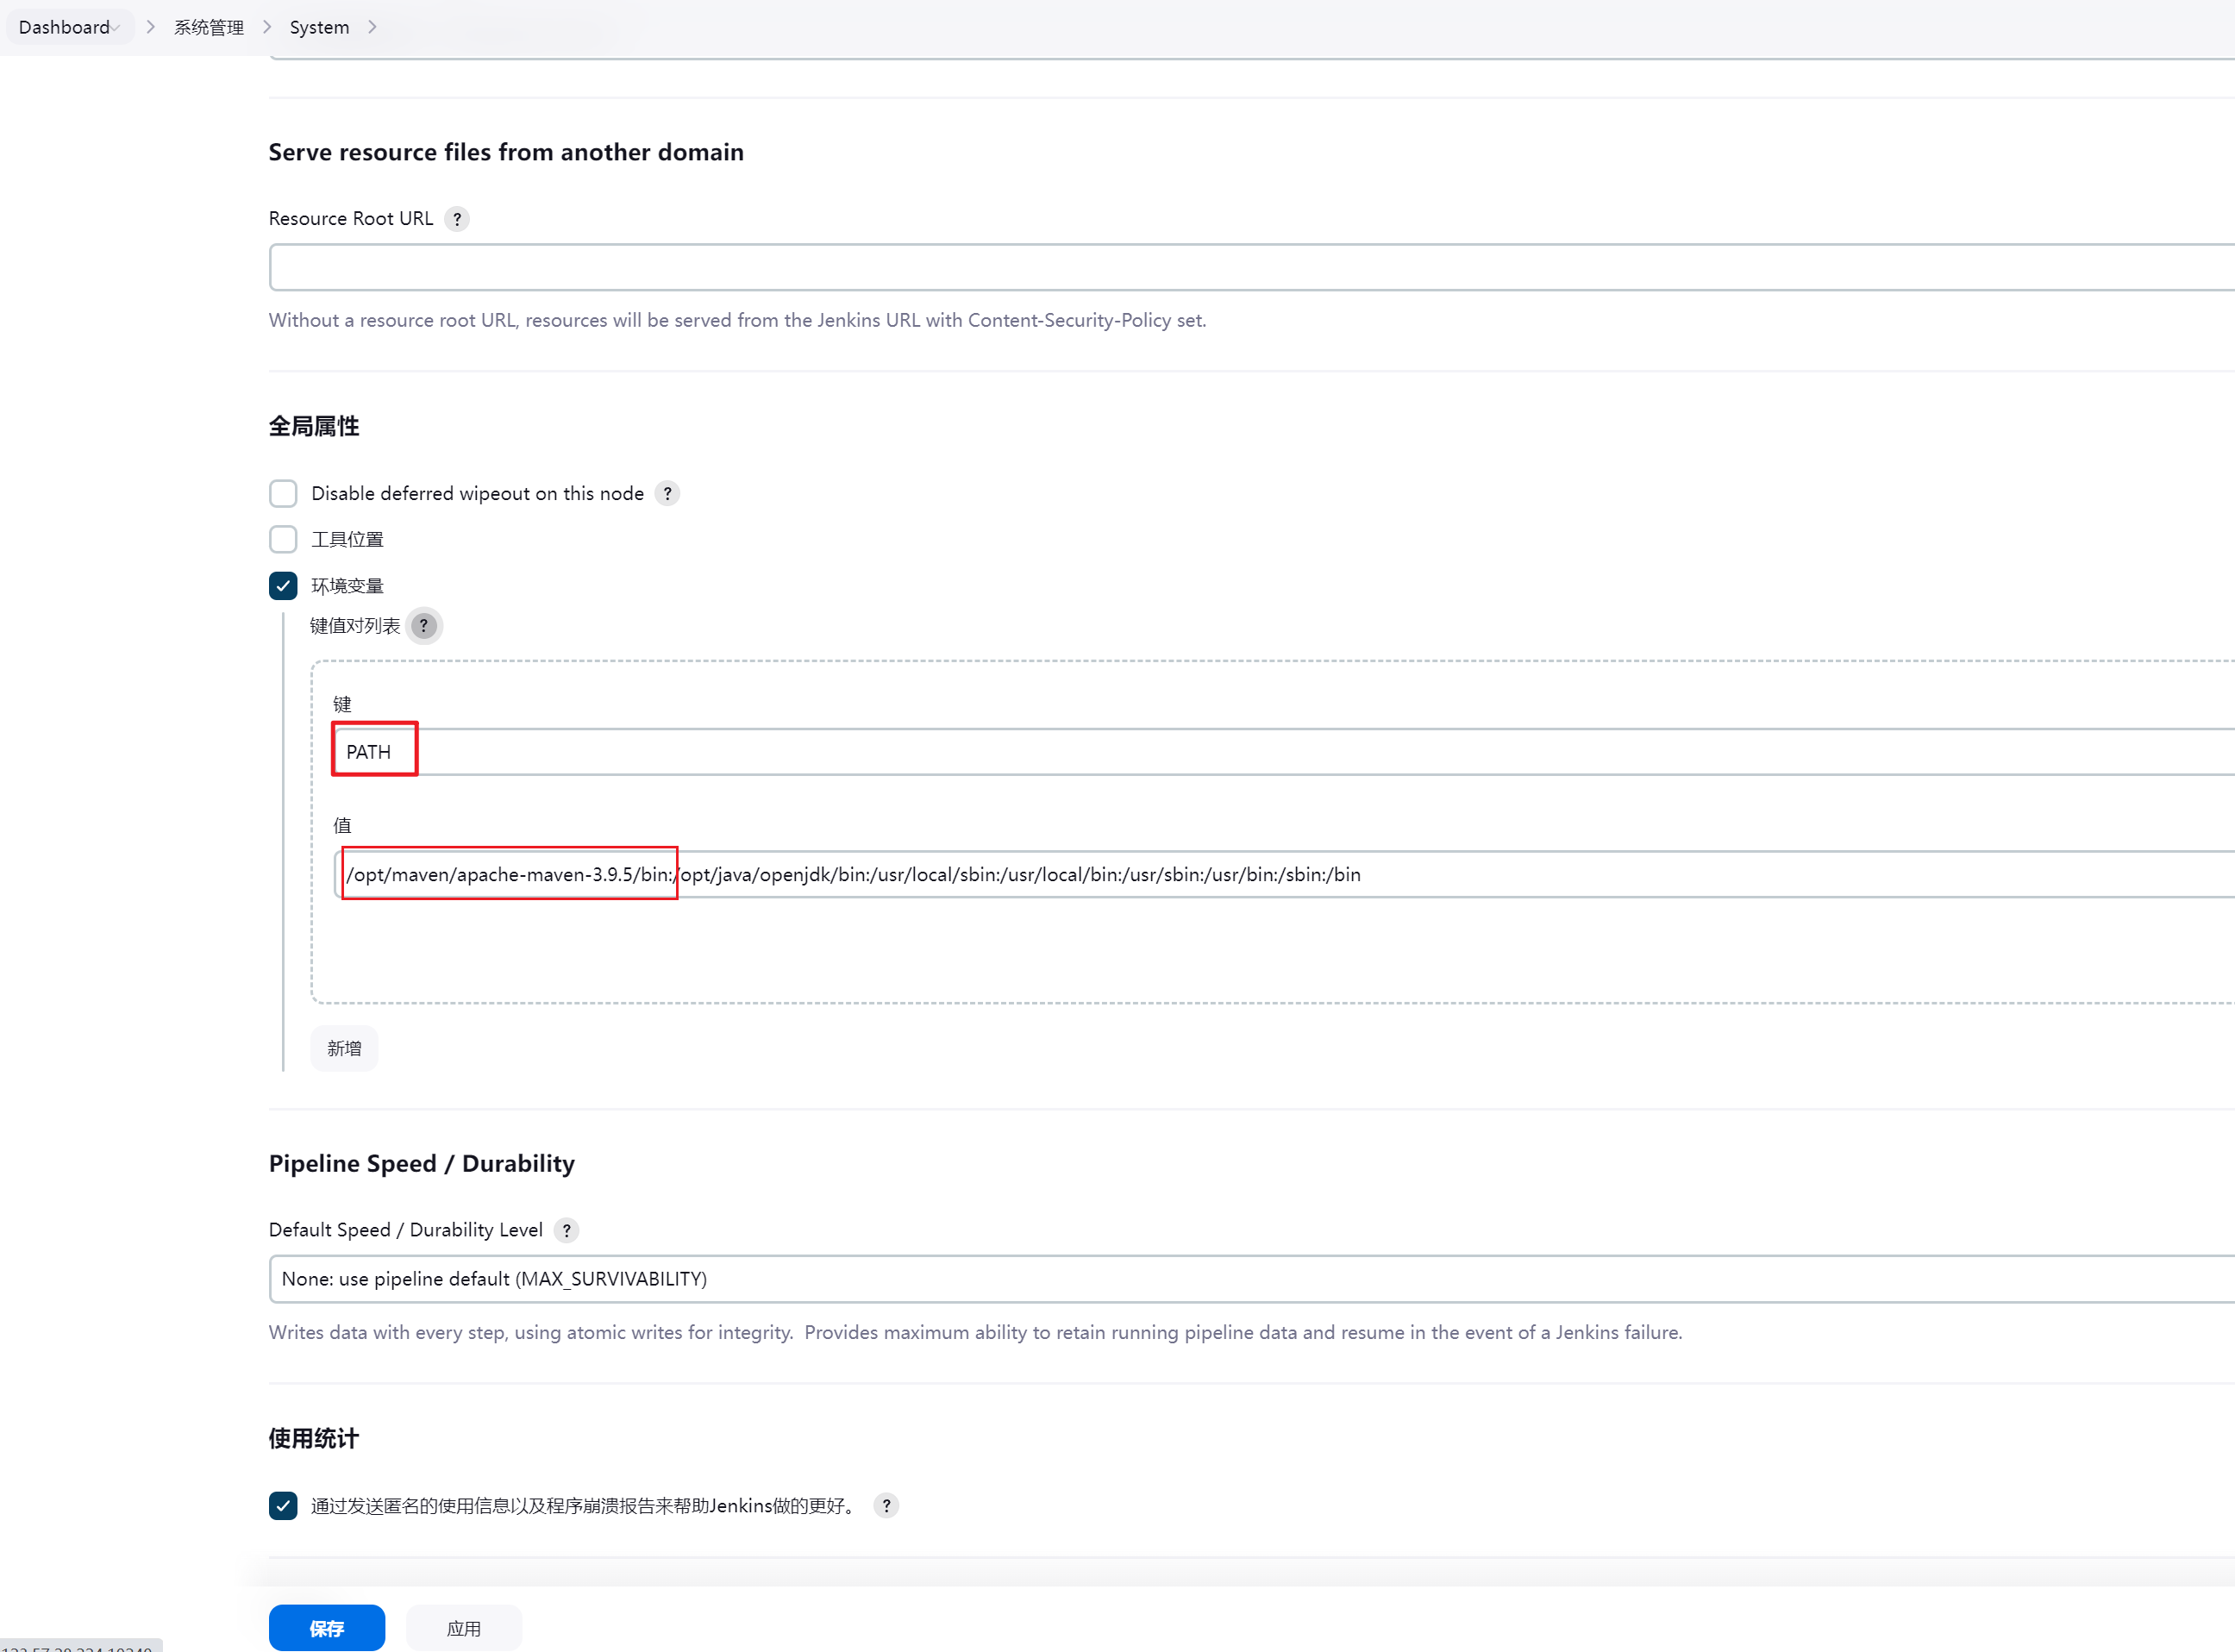 Dashboard 系统管理 System
Serve resource files from another domain
Resource Root URL ?
Without a resource root URL, resources will be served from the Jenkins URL with Content-Security-Policy set.
全局属性
Disable deferred wipeout on this node ?
工具位置
环境变量
键值对列表 ?
键
PATH
值
/opt/maven/apache-maven-3.9.5/bin:/opt/java/openjdk/bin:/usr/local/sbin:/usr/local/bin:/usr/sbin:/usr/bin:/sbin:/bin
新增
Pipeline Speed / Durability
Default Speed / Durability Level ?
None: use pipeline default (MAX_SURVIVABILITY)
Writes data with every step, using atomic writes for integrity. Provides maximum ability to retain running pipeline data and resume in the event of a Jenkins failure.
使用统计
通过发送匿名的使用信息以及程序崩溃报告来帮助Jenkins做的更好。 ?
保存 应用